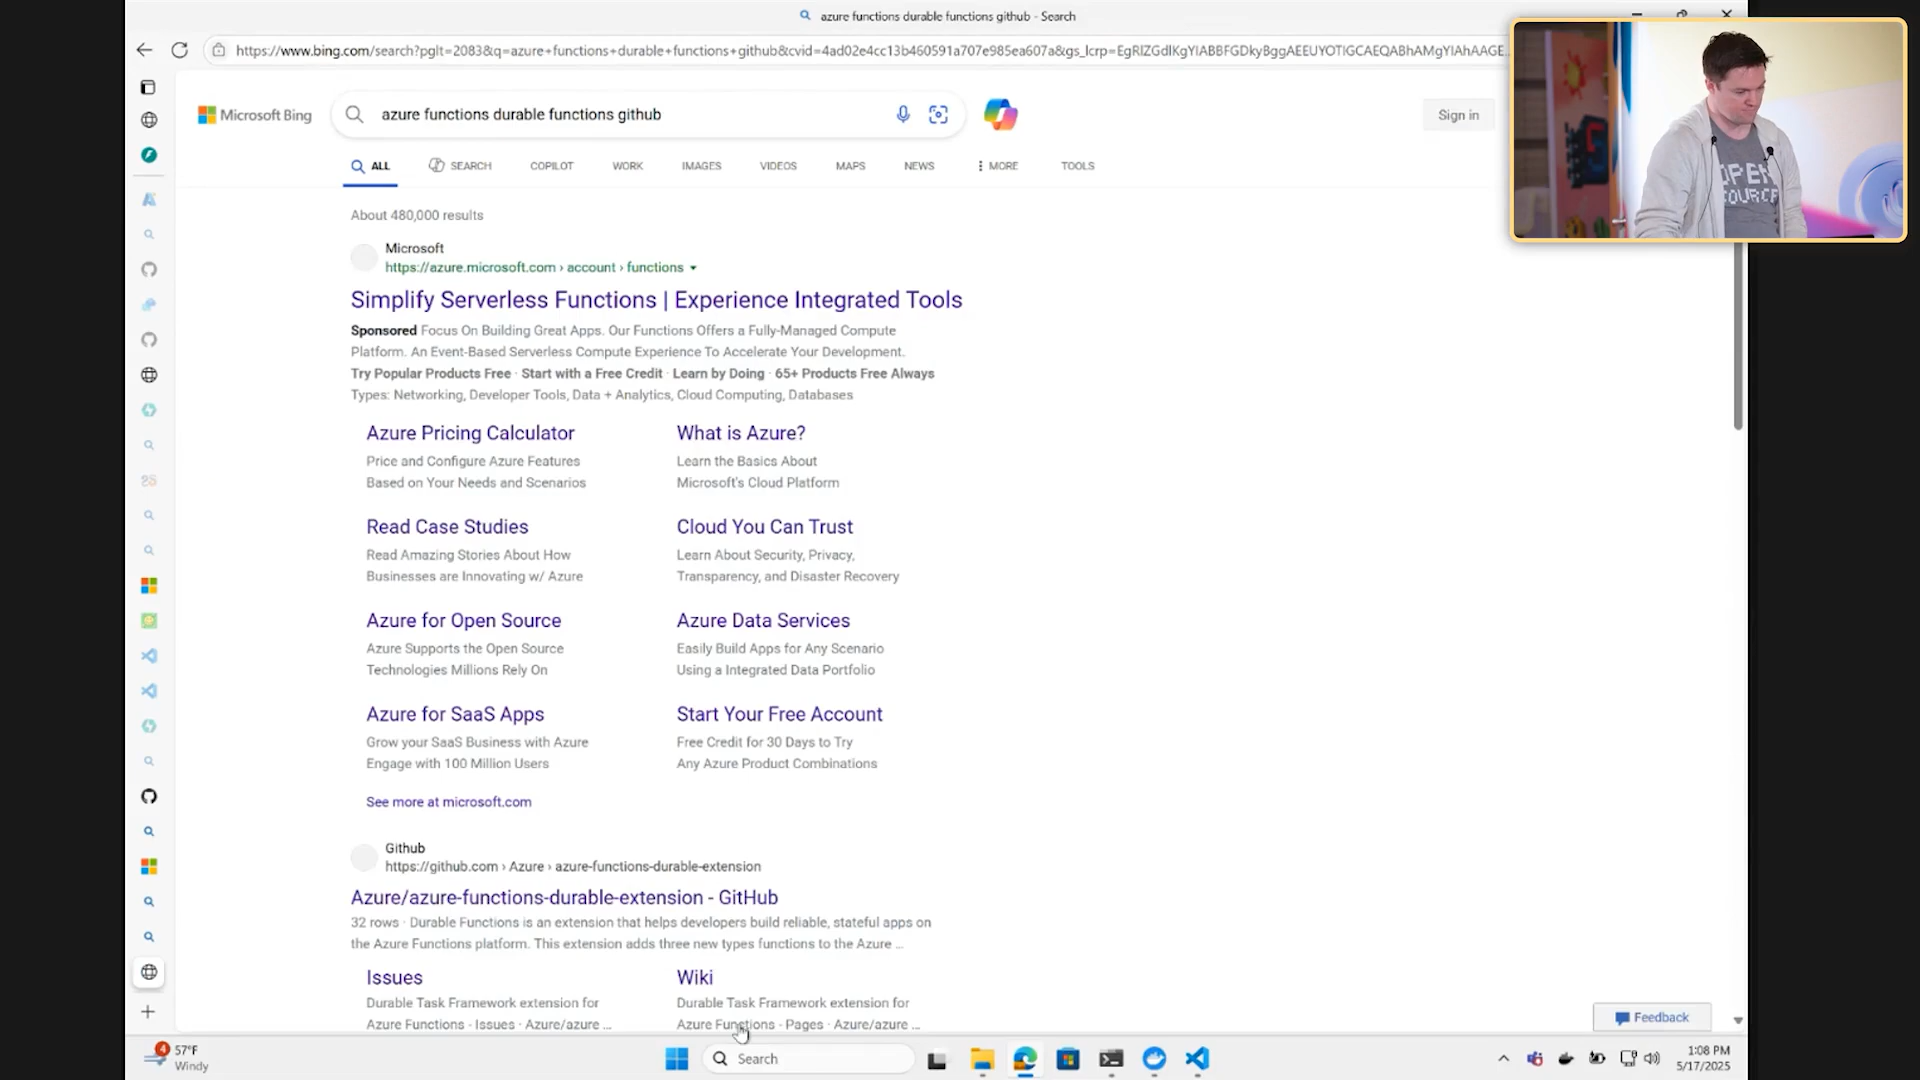 azure functions durable functions github - Search
https://www.bing.com/search?pglt=2083&q=azure+functions+durable+functions+github&cvid=4ad02e4cc13b460591a707e985ea607a&gs_lcrp=EgRlZGdlKgYIABBFGDkyBggAEEUYOTIGCAEQABhAMgYIAhAAGE...
Microsoft Bing
azure functions durable functions github
Sign in
ALL
SEARCH
COPILOT
WORK
IMAGES
VIDEOS
MAPS
NEWS
MORE
TOOLS
OPEN
SOURCE
About 480,000 results
Microsoft
https://azure.microsoft.com › account › functions
Simplify Serverless Functions | Experience Integrated Tools
Sponsored Focus On Building Great Apps. Our Functions Offers a Fully-Managed Compute
Platform. An Event-Based Serverless Compute Experience To Accelerate Your Development.
Try Popular Products Free · Start with a Free Credit · Learn by Doing · 65+ Products Free Always
Types: Networking, Developer Tools, Data + Analytics, Cloud Computing, Databases
Azure Pricing Calculator
Price and Configure Azure Features
Based on Your Needs and Scenarios
What is Azure?
Learn the Basics About
Microsoft's Cloud Platform
Read Case Studies
Read Amazing Stories About How
Businesses are Innovating w/ Azure
Cloud You Can Trust
Learn About Security, Privacy,
Transparency, and Disaster Recovery
Azure for Open Source
Azure Supports the Open Source
Technologies Millions Rely On
Azure Data Services
Easily Build Apps for Any Scenario
Using a Integrated Data Portfolio
Azure for SaaS Apps
Grow your SaaS Business with Azure
Engage with 100 Million Users
Start Your Free Account
Free Credit for 30 Days to Try
Any Azure Product Combinations
See more at microsoft.com
Github
https://github.com › Azure › azure-functions-durable-extension
Azure/azure-functions-durable-extension - GitHub
32 rows · Durable Functions is an extension that helps developers build reliable, stateful apps on
the Azure Functions platform. This extension adds three new types functions to the Azure ...
Issues
Durable Task Framework extension for
Azure Functions - Issues · Azure/azure ...
Wiki
Durable Task Framework extension for
Azure Functions - Pages · Azure/azure ...
Feedback
4
57°F
Windy
Search
1:08 PM
5/17/2025